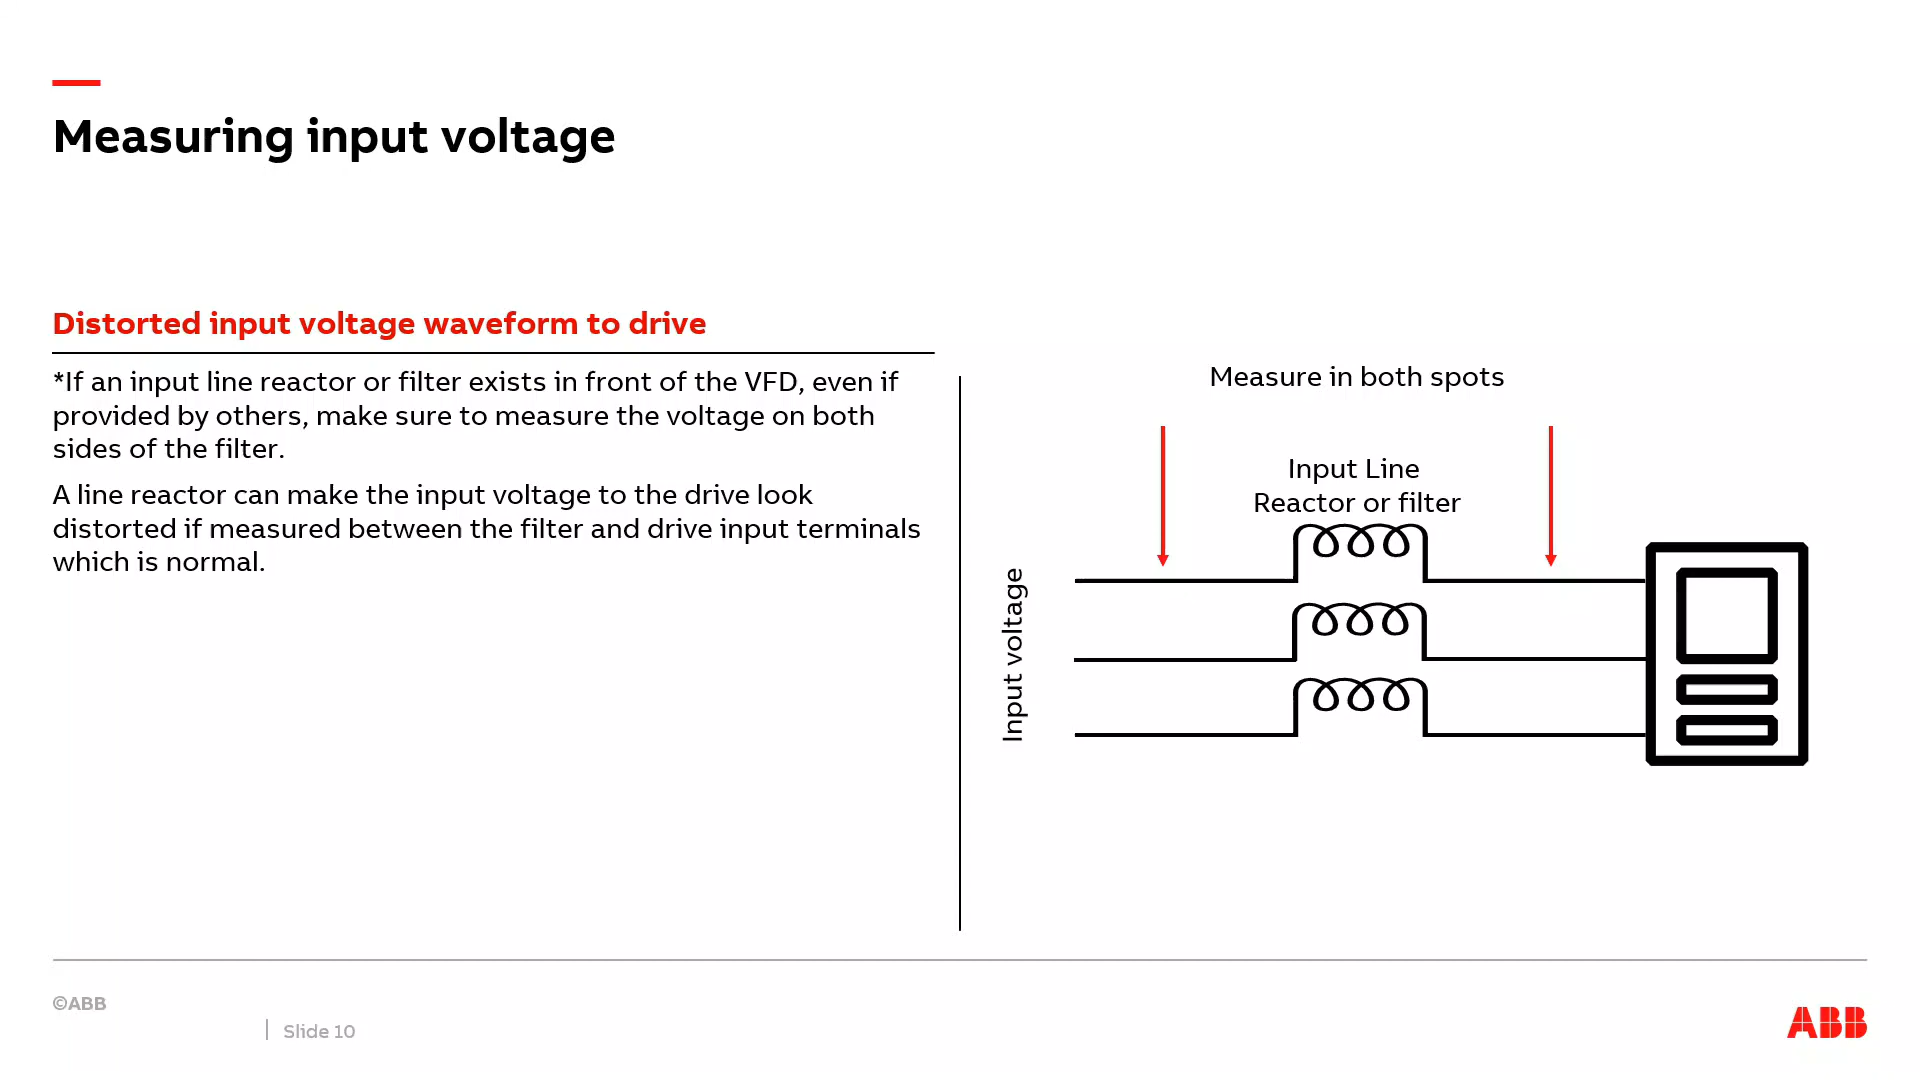 Measuring input voltage
Distorted input voltage waveform to drive
*If an input line reactor or filter exists in front of the VFD, even if
provided by others, make sure to measure the voltage on both
sides of the filter.
A line reactor can make the input voltage to the drive look
distorted if measured between the filter and drive input terminals
which is normal.
Measure in both spots
Input Line
Reactor or filter
Input voltage
©ABB
Slide 10
ABB